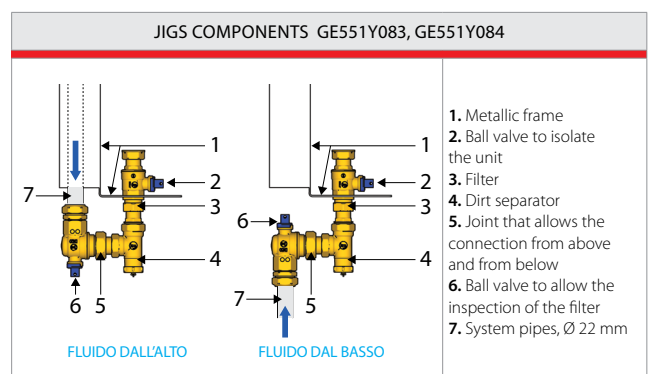 JIGS COMPONENTS GE551Y083, GE551Y084
1
2
3
4
5
6
7
FLUIDO DALL'ALTO
1
2
3
4
5
6
7
FLUIDO DAL BASSO
1. Metallic frame
2. Ball valve to isolate
the unit
3. Filter
4. Dirt separator
5. Joint that allows the
connection from above
and from below
6. Ball valve to allow the
inspection of the filter
7. System pipes, Ø 22 mm